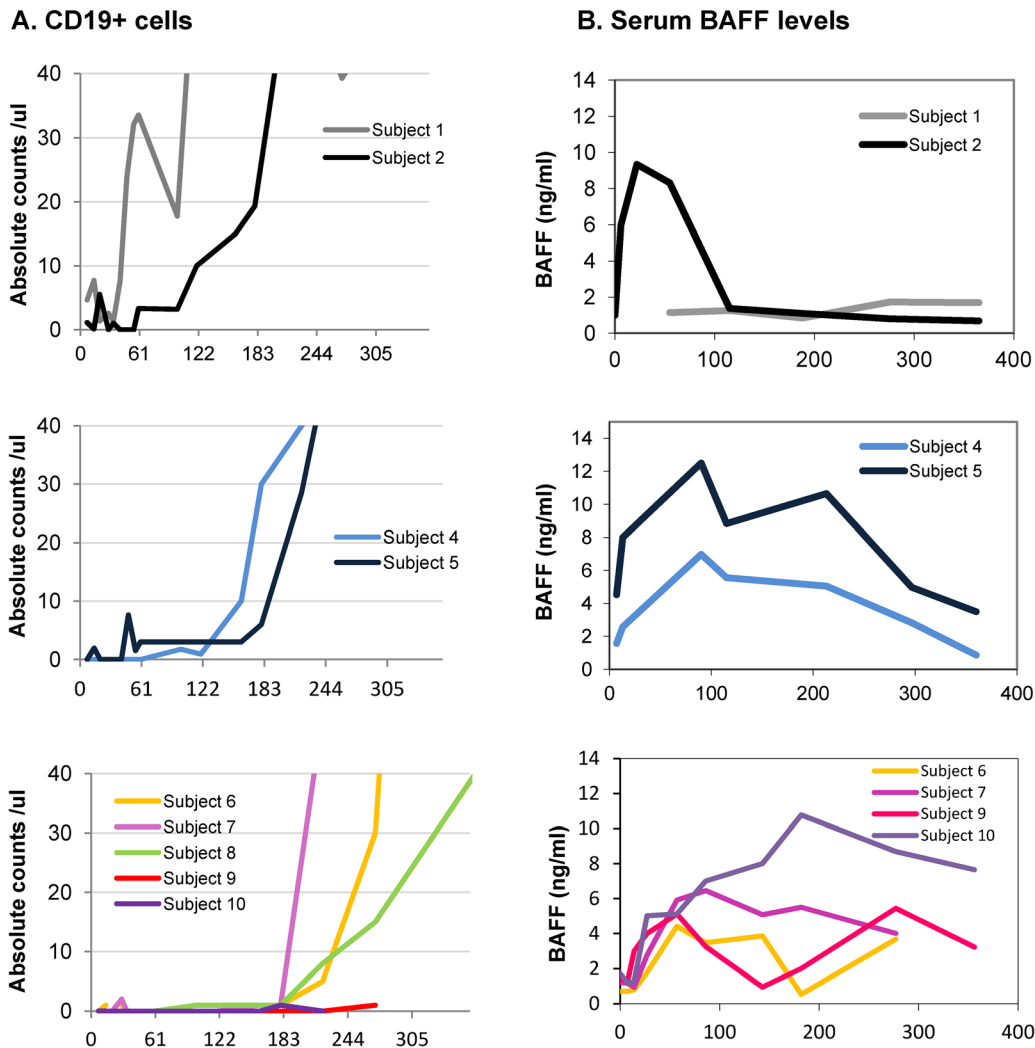 A. CD19+ cells
B. Serum BAFF levels
Absolute counts /ul
40
30
20
10
0
0 61 122 183 244 305
Subject 1
Subject 2
BAFF (ng/ml)
14
12
10
8
6
4
2
0
0 100 200 300 400
Subject 1
Subject 2
Absolute counts /ul
40
30
20
10
0
0 61 122 183 244 305
Subject 4
Subject 5
BAFF (ng/ml)
14
12
10
8
6
4
2
0
0 100 200 300 400
Subject 4
Subject 5
Absolute counts /ul
40
30
20
10
0
0 61 122 183 244 305
Subject 6
Subject 7
Subject 8
Subject 9
Subject 10
BAFF (ng/ml)
14
12
10
8
6
4
2
0
0 100 200 300 400
Subject 6
Subject 7
Subject 9
Subject 10